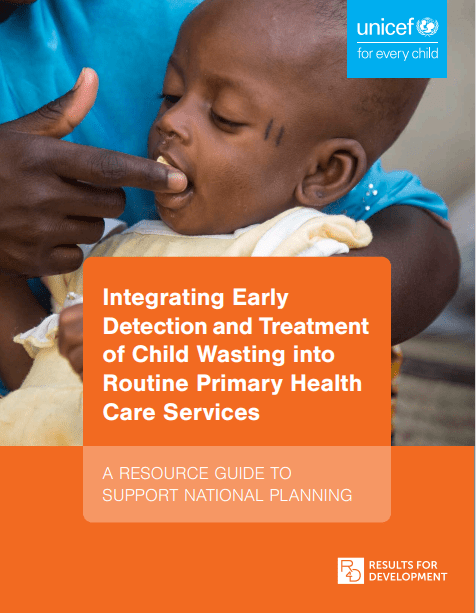 unicef
for every child
Integrating Early
Detection and Treatment
of Child Wasting into
Routine Primary Health
Care Services
A RESOURCE GUIDE TO
SUPPORT NATIONAL PLANNING
R4D
RESULTS FOR
DEVELOPMENT